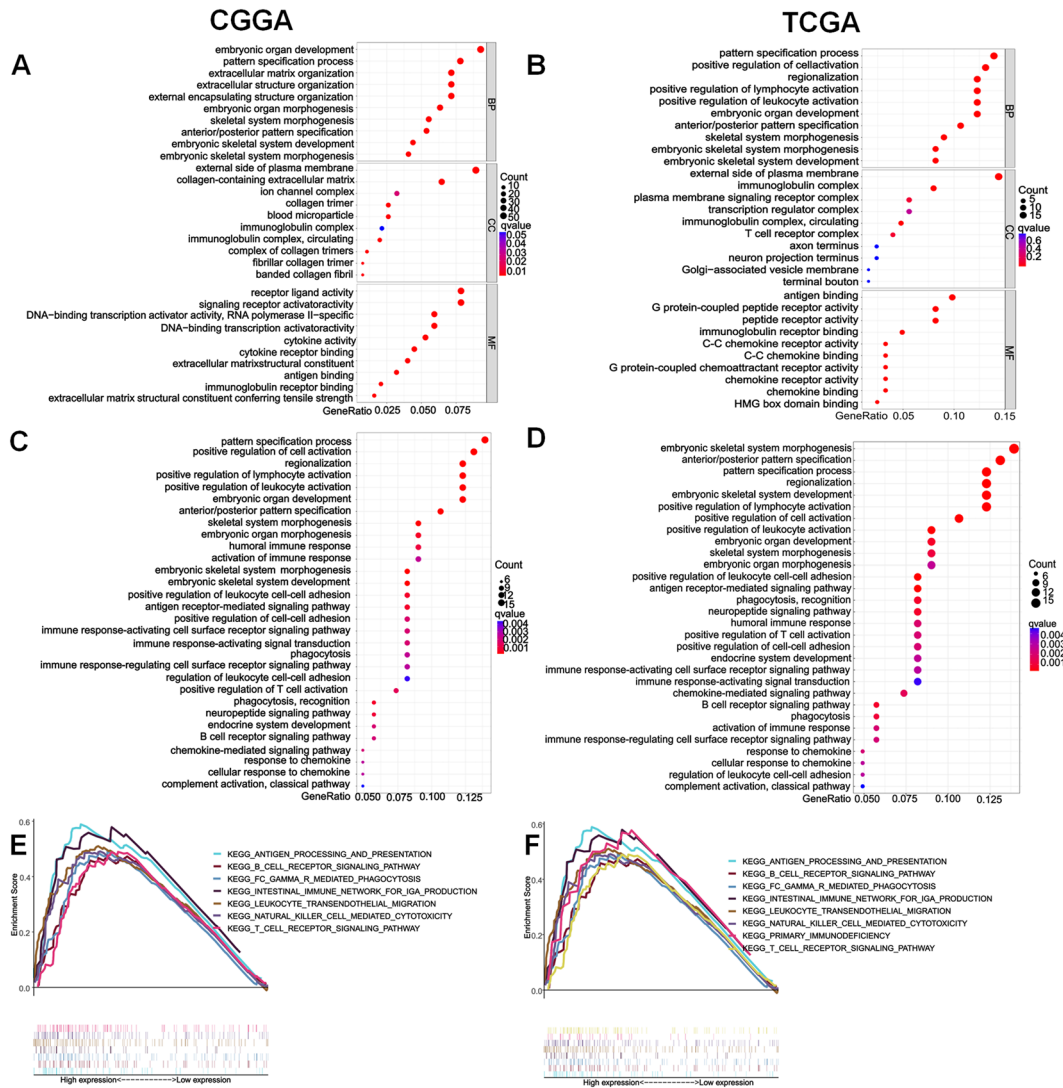 CGGA
TCGA
A
embryonic organ development
pattern specification process
extracellular matrix organization
extracellular structure organization
external encapsulating structure organization
embryonic organ morphogenesis
skeletal system morphogenesis
anterior/posterior pattern specification
embryonic skeletal system development
embryonic skeletal system morphogenesis
BP
external side of plasma membrane
collagen-containing extracellular matrix
ion channel complex
collagen trimer
blood microparticle
immunoglobulin complex
immunoglobulin complex, circulating
complex of collagen trimers
fibrillar collagen trimer
banded collagen fibril
CC
receptor ligand activity
signaling receptor activatoractivity
DNA-binding transcription activator activity, RNA polymerase II-specific
DNA-binding transcription activatoractivity
cytokine activity
cytokine receptor binding
extracellular matrixstructural constituent
antigen binding
immunoglobulin receptor binding
extracellular matrix structural constituent conferring tensile strength
MF
GeneRatio 0.025 0.050 0.075
Count
10
20
30
40
50
qvalue
0.05
0.04
0.03
0.02
0.01
B
pattern specification process
positive regulation of cellactivation
regionalization
positive regulation of lymphocyte activation
positive regulation of leukocyte activation
embryonic organ development
anterior/posterior pattern specification
skeletal system morphogenesis
embryonic skeletal system morphogenesis
embryonic skeletal system development
BP
external side of plasma membrane
immunoglobulin complex
plasma membrane signaling receptor complex
transcription regulator complex
immunoglobulin complex, circulating
T cell receptor complex
axon terminus
neuron projection terminus
Golgi-associated vesicle membrane
terminal bouton
CC
antigen binding
G protein-coupled peptide receptor activity
peptide receptor activity
immunoglobulin receptor binding
C-C chemokine receptor activity
C-C chemokine binding
G protein-coupled chemoattractant receptor activity
chemokine receptor activity
chemokine binding
HMG box domain binding
MF
GeneRatio 0.05 0.10 0.15
Count
5
10
15
qvalue
0.6
0.4
0.2
C
pattern specification process
positive regulation of cell activation
regionalization
positive regulation of lymphocyte activation
positive regulation of leukocyte activation
embryonic organ development
anterior/posterior pattern specification
skeletal system morphogenesis
embryonic organ morphogenesis
humoral immune response
activation of immune response
embryonic skeletal system morphogenesis
embryonic skeletal system development
positive regulation of leukocyte cell-cell adhesion
antigen receptor-mediated signaling pathway
positive regulation of cell-cell adhesion
immune response-activating cell surface receptor signaling pathway
immune response-activating signal transduction
phagocytosis
immune response-regulating cell surface receptor signaling pathway
regulation of leukocyte cell-cell adhesion
positive regulation of T cell activation
phagocytosis, recognition
neuropeptide signaling pathway
endocrine system development
B cell receptor signaling pathway
chemokine-mediated signaling pathway
response to chemokine
cellular response to chemokine
complement activation, classical pathway
GeneRatio 0.050 0.075 0.100 0.125
Count
6
9
12
15
qvalue
0.004
0.003
0.002
0.001
D
embryonic skeletal system morphogenesis
anterior/posterior pattern specification
pattern specification process
regionalization
embryonic skeletal system development
positive regulation of lymphocyte activation
positive regulation of cell activation
positive regulation of leukocyte activation
embryonic organ development
skeletal system morphogenesis
embryonic organ morphogenesis
positive regulation of leukocyte cell-cell adhesion
antigen receptor-mediated signaling pathway
phagocytosis, recognition
neuropeptide signaling pathway
humoral immune response
positive regulation of T cell activation
positive regulation of cell-cell adhesion
endocrine system development
immune response-activating cell surface receptor signaling pathway
immune response-activating signal transduction
chemokine-mediated signaling pathway
B cell receptor signaling pathway
phagocytosis
activation of immune response
immune response-regulating cell surface receptor signaling pathway
response to chemokine
cellular response to chemokine
regulation of leukocyte cell-cell adhesion
complement activation, classical pathway
GeneRatio 0.050 0.075 0.100 0.125
Count
6
9
12
15
qvalue
0.004
0.003
0.002
0.001
E
Enrichment Score
0.6
0.4
0.2
0.0
KEGG_ANTIGEN_PROCESSING_AND_PRESENTATION
KEGG_B_CELL_RECEPTOR_SIGNALING_PATHWAY
KEGG_FC_GAMMA_R_MEDIATED_PHAGOCYTOSIS
KEGG_INTESTINAL_IMMUNE_NETWORK_FOR_IGA_PRODUCTION
KEGG_LEUKOCYTE_TRANSENDOTHELIAL_MIGRATION
KEGG_NATURAL_KILLER_CELL_MEDIATED_CYTOTOXICITY
KEGG_T_CELL_RECEPTOR_SIGNALING_PATHWAY
High expression<------------>Low expression
F
Enrichment Score
0.6
0.4
0.2
0.0
KEGG_ANTIGEN_PROCESSING_AND_PRESENTATION
KEGG_B_CELL_RECEPTOR_SIGNALING_PATHWAY
KEGG_FC_GAMMA_R_MEDIATED_PHAGOCYTOSIS
KEGG_INTESTINAL_IMMUNE_NETWORK_FOR_IGA_PRODUCTION
KEGG_LEUKOCYTE_TRANSENDOTHELIAL_MIGRATION
KEGG_NATURAL_KILLER_CELL_MEDIATED_CYTOTOXICITY
KEGG_PRIMARY_IMMUNODEFICIENCY
KEGG_T_CELL_RECEPTOR_SIGNALING_PATHWAY
High expression<------------>Low expression